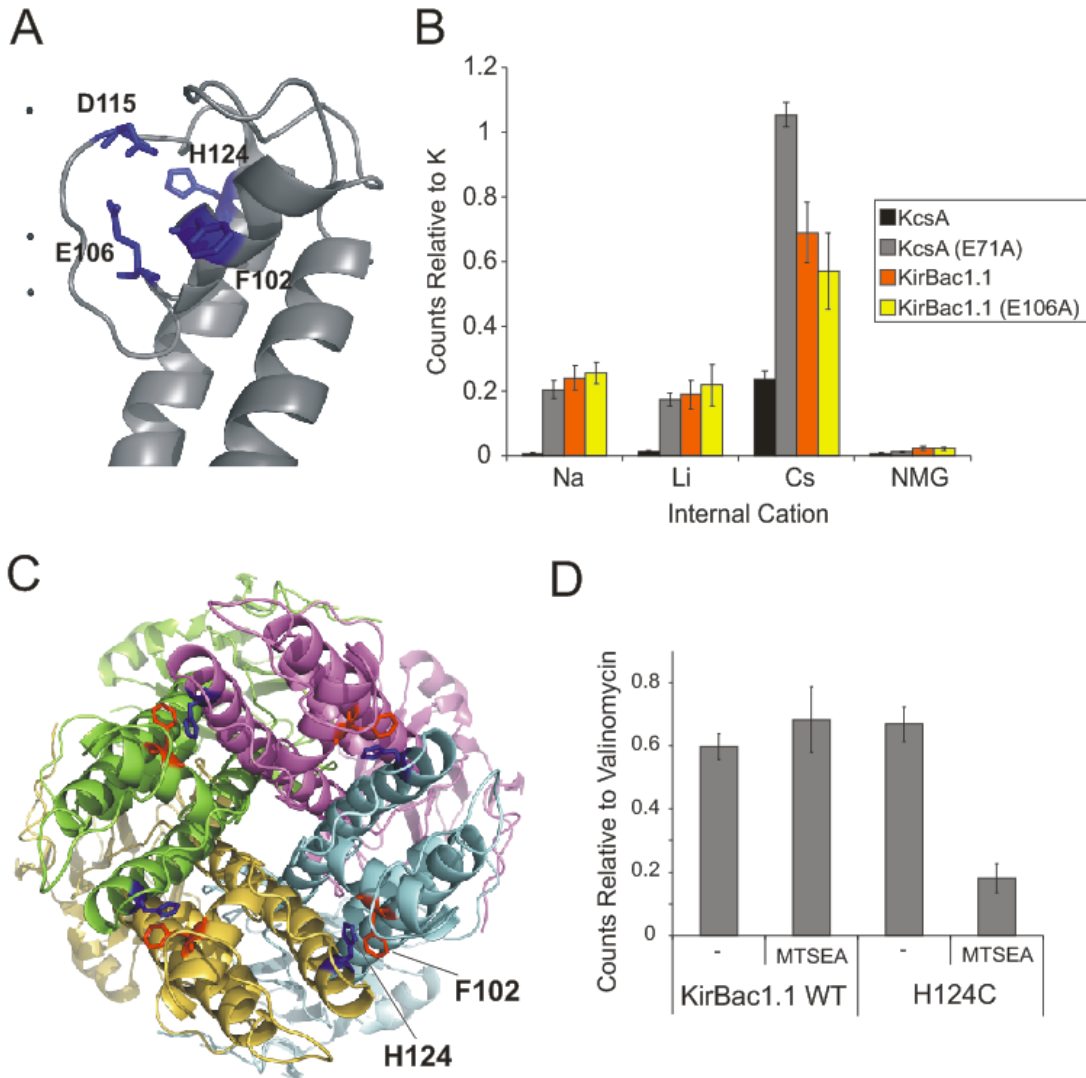 A
D115
H124
E106
F102
B
Counts Relative to K
1.2
1
0.8
0.6
0.4
0.2
0
Na Li Cs NMG
Internal Cation
KcsA
KcsA (E71A)
KirBac1.1
KirBac1.1 (E106A)
C
F102
H124
D
Counts Relative to Valinomycin
0.8
0.6
0.4
0.2
0
- MTSEA - MTSEA
KirBac1.1 WT H124C